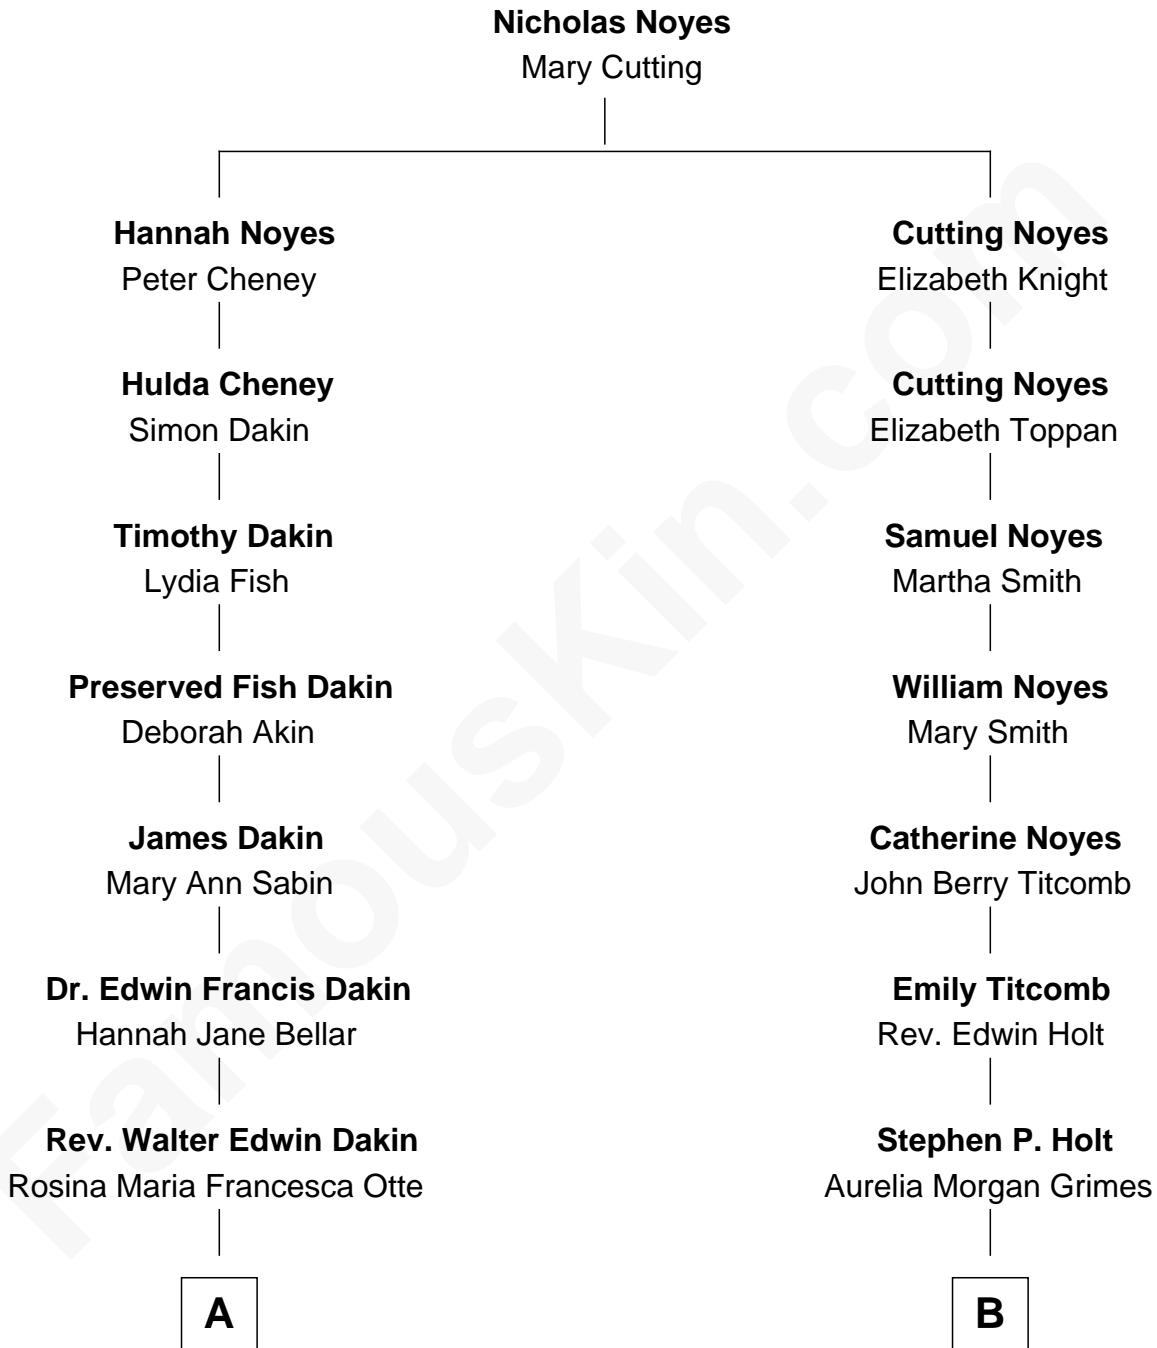 Nicholas Noyes
Mary Cutting
Hannah Noyes
Peter Cheney
Hulda Cheney
Simon Dakin
Timothy Dakin
Lydia Fish
Preserved Fish Dakin
Deborah Akin
James Dakin
Mary Ann Sabin
Dr. Edwin Francis Dakin
Hannah Jane Bellar
Rev. Walter Edwin Dakin
Rosina Maria Francesca Otte
A
Cutting Noyes
Elizabeth Knight
Cutting Noyes
Elizabeth Toppan
Samuel Noyes
Martha Smith
William Noyes
Mary Smith
Catherine Noyes
John Berry Titcomb
Emily Titcomb
Rev. Edwin Holt
Stephen P. Holt
Aurelia Morgan Grimes
B
FamousKin.com